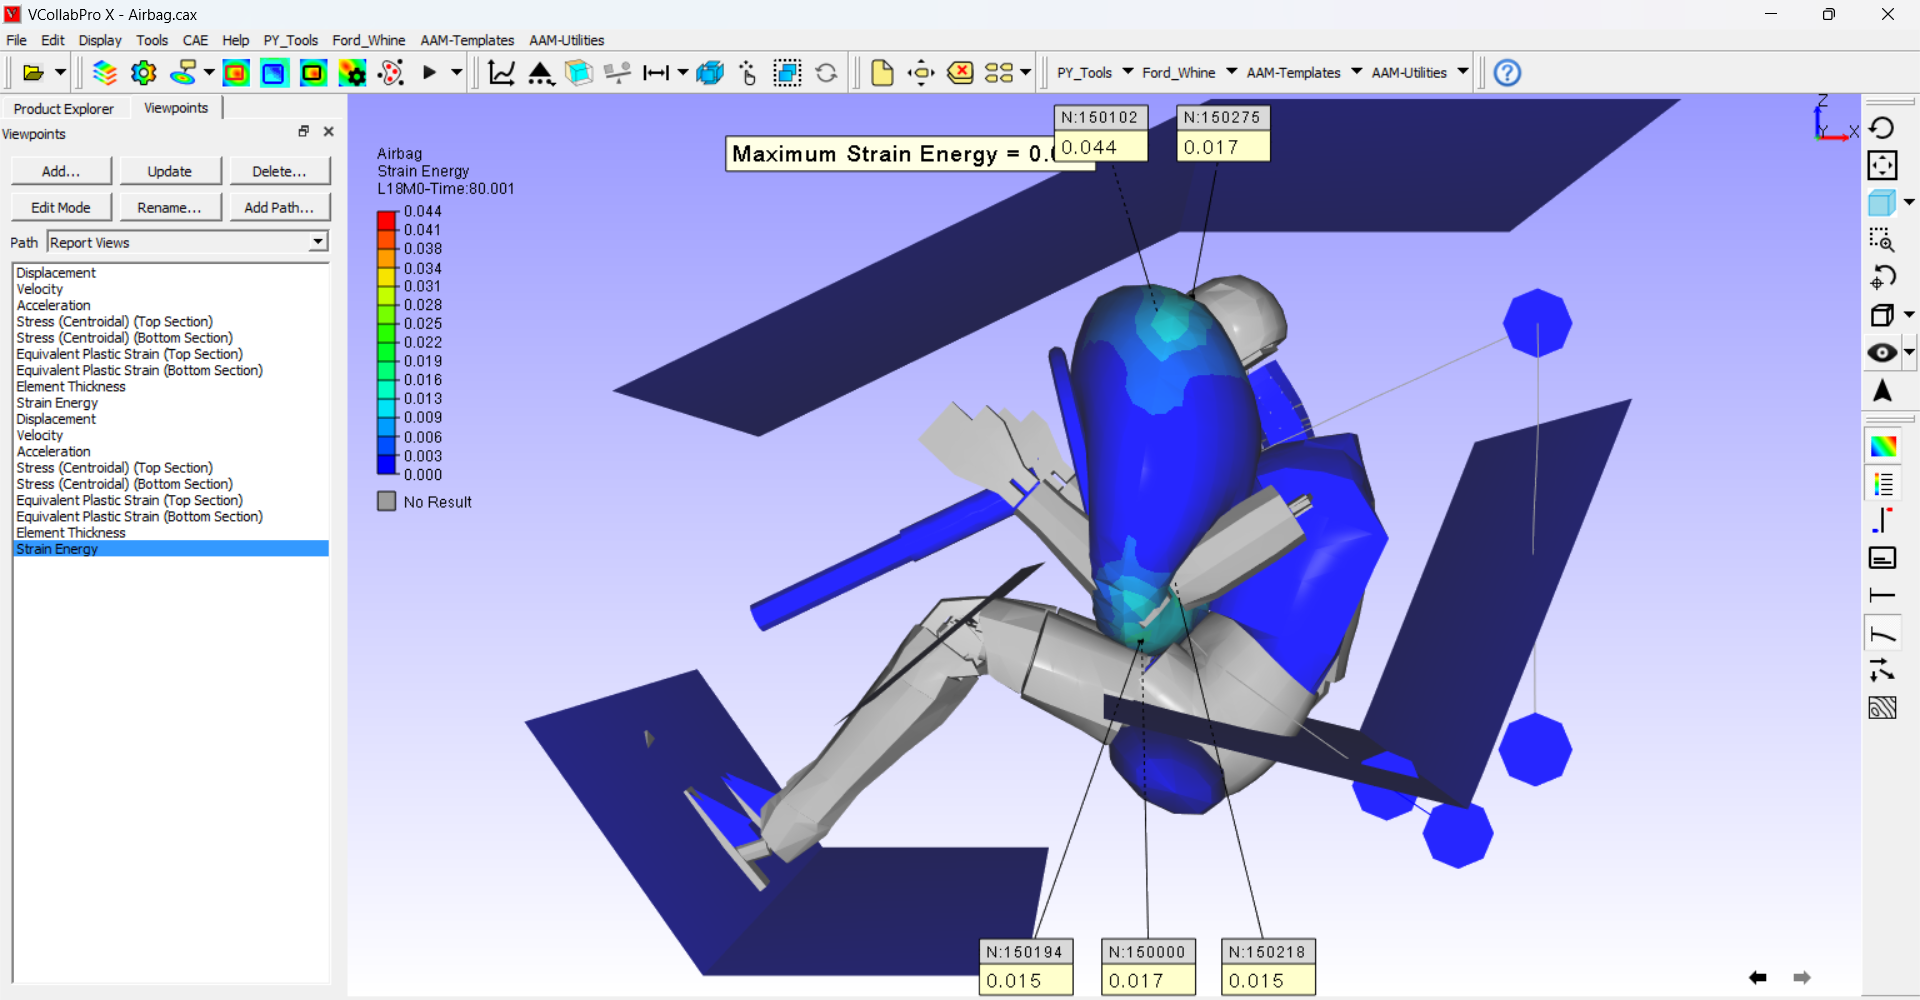 VCollabPro X - Airbag.cax
File Edit Display Tools CAE Help PY_Tools Ford_Whine AAM-Templates AAM-Utilities
PY_Tools Ford_Whine AAM-Templates AAM-Utilities
Product Explorer Viewpoints
Viewpoints
Add... Update Delete...
Edit Mode Rename... Add Path...
Path Report Views
Displacement
Velocity
Acceleration
Stress (Centroidal) (Top Section)
Stress (Centroidal) (Bottom Section)
Equivalent Plastic Strain (Top Section)
Equivalent Plastic Strain (Bottom Section)
Element Thickness
Strain Energy
Displacement
Velocity
Acceleration
Stress (Centroidal) (Top Section)
Stress (Centroidal) (Bottom Section)
Equivalent Plastic Strain (Top Section)
Equivalent Plastic Strain (Bottom Section)
Element Thickness
Strain Energy
Airbag
Strain Energy
L18M0-Time:80.001
0.044
0.041
0.038
0.034
0.031
0.028
0.025
0.022
0.019
0.016
0.013
0.009
0.006
0.003
0.000
No Result
Maximum Strain Energy =
N:150102
0.044
N:150275
0.017
Z
Y X
N:150194
0.015
N:150000
0.017
N:150218
0.015